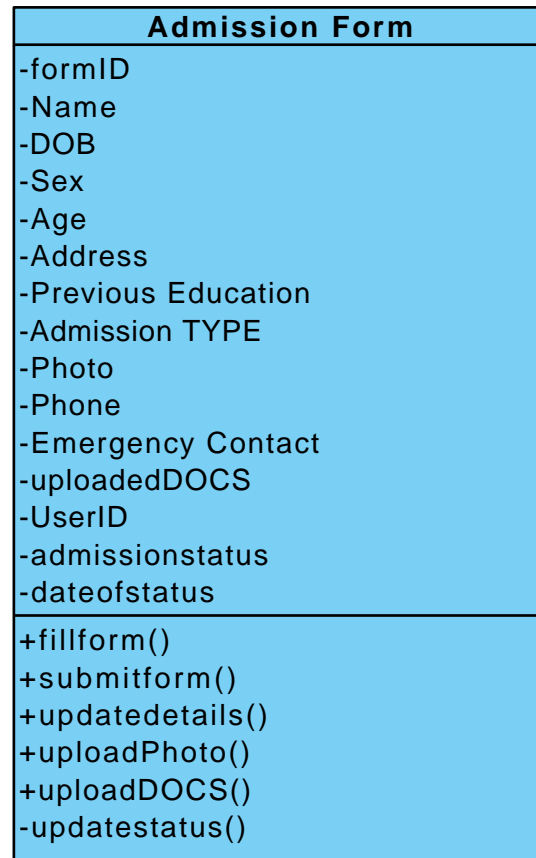 Admission Form
-formID
-Name
-DOB
-Sex
-Age
-Address
-Previous Education
-Admission TYPE
-Photo
-Phone
-Emergency Contact
-uploadedDOCS
-UserID
-admissionstatus
-dateofstatus
+fillform()
+submitform()
+updatedetails()
+uploadPhoto()
+uploadDOCS()
-updatestatus()